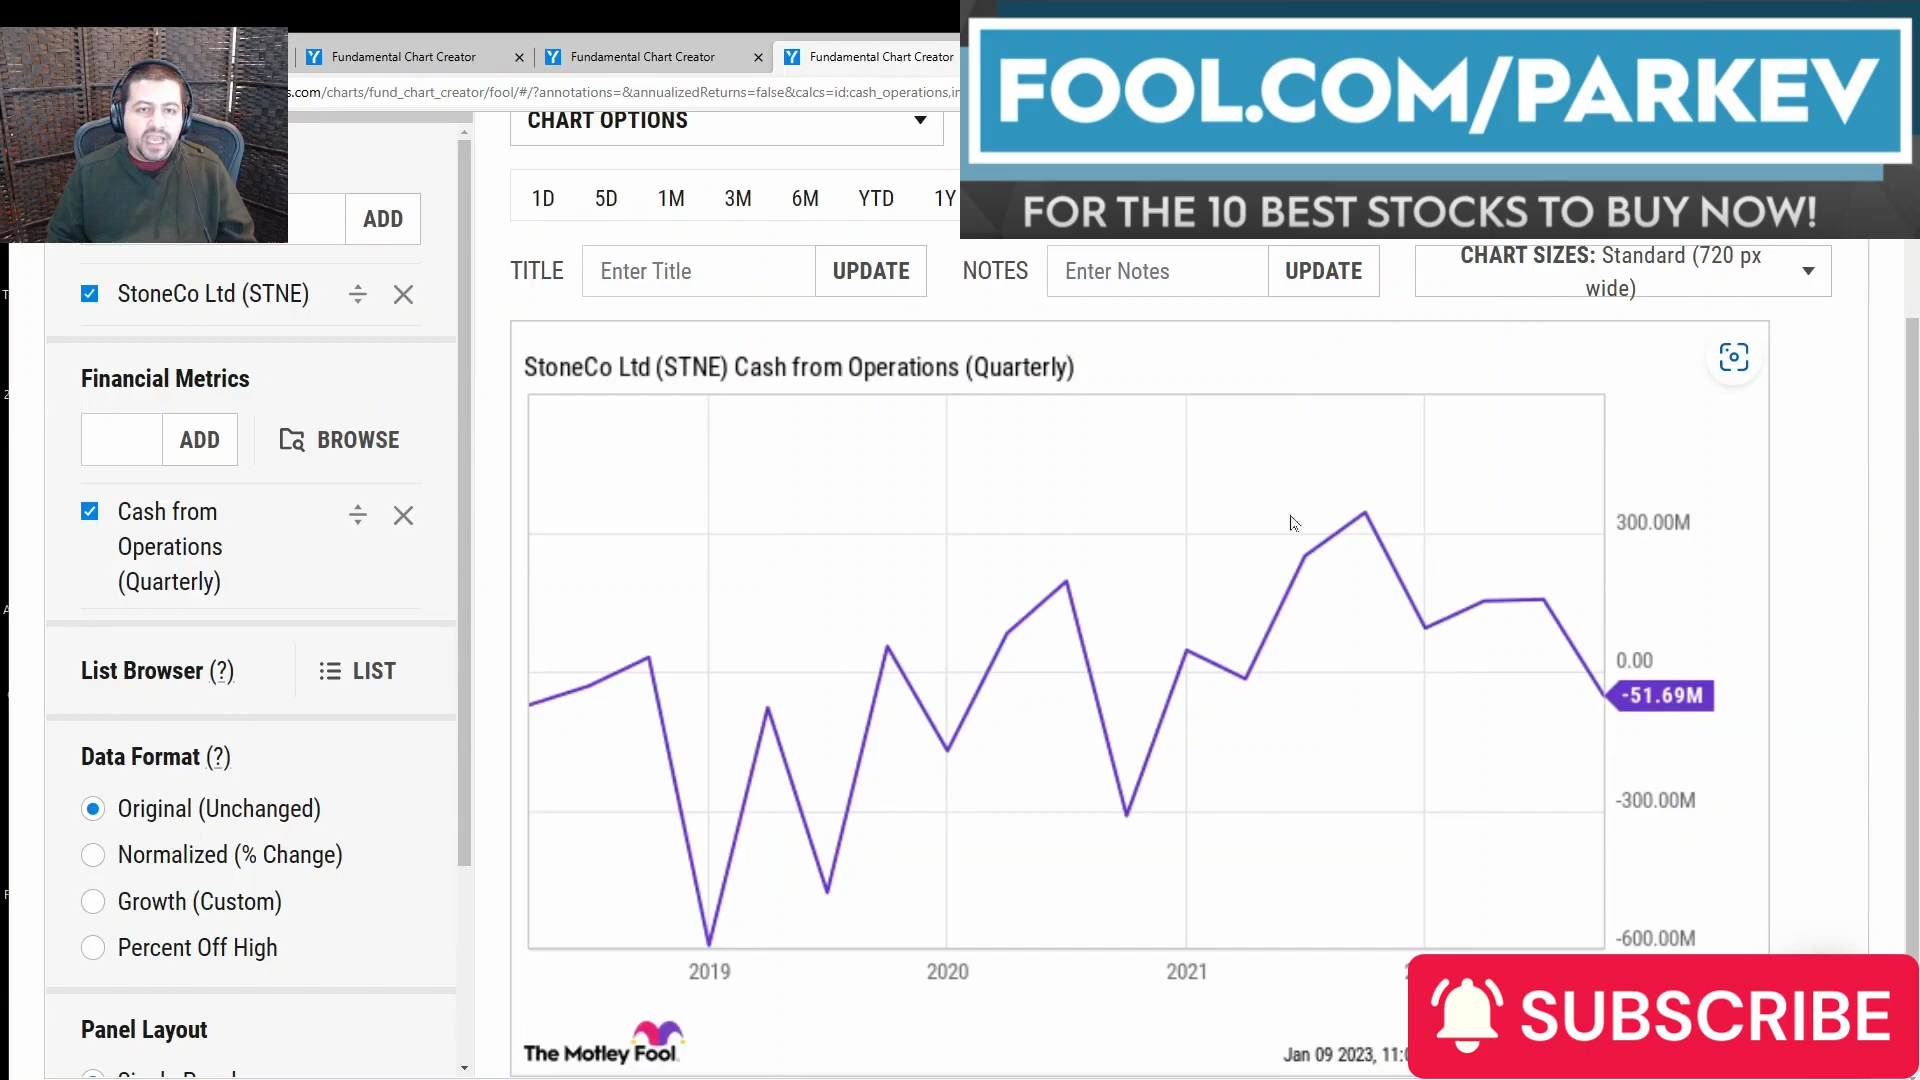 Fundamental Chart Creator
Fundamental Chart Creator
Fundamental Chart Creator
s.com/charts/fund_chart_creator/fool/#/?annotations=&annualizedReturns=false&calcs=id:cash_operations,in
FOOL.COM/PARKEV
FOR THE 10 BEST STOCKS TO BUY NOW!
CHART OPTIONS
1D 5D 1M 3M 6M YTD 1Y
ADD
TITLE Enter Title UPDATE NOTES Enter Notes UPDATE
CHART SIZES: Standard (720 px
wide)
StoneCo Ltd (STNE)
Financial Metrics
ADD BROWSE
Cash from
Operations
(Quarterly)
List Browser (?) LIST
Data Format (?)
Original (Unchanged)
Normalized (% Change)
Growth (Custom)
Percent Off High
Panel Layout
StoneCo Ltd (STNE) Cash from Operations (Quarterly)
300.00M
0.00
-51.69M
-300.00M
-600.00M
2019 2020 2021
The Motley Fool.
Jan 09 2023, 11:0
SUBSCRIBE